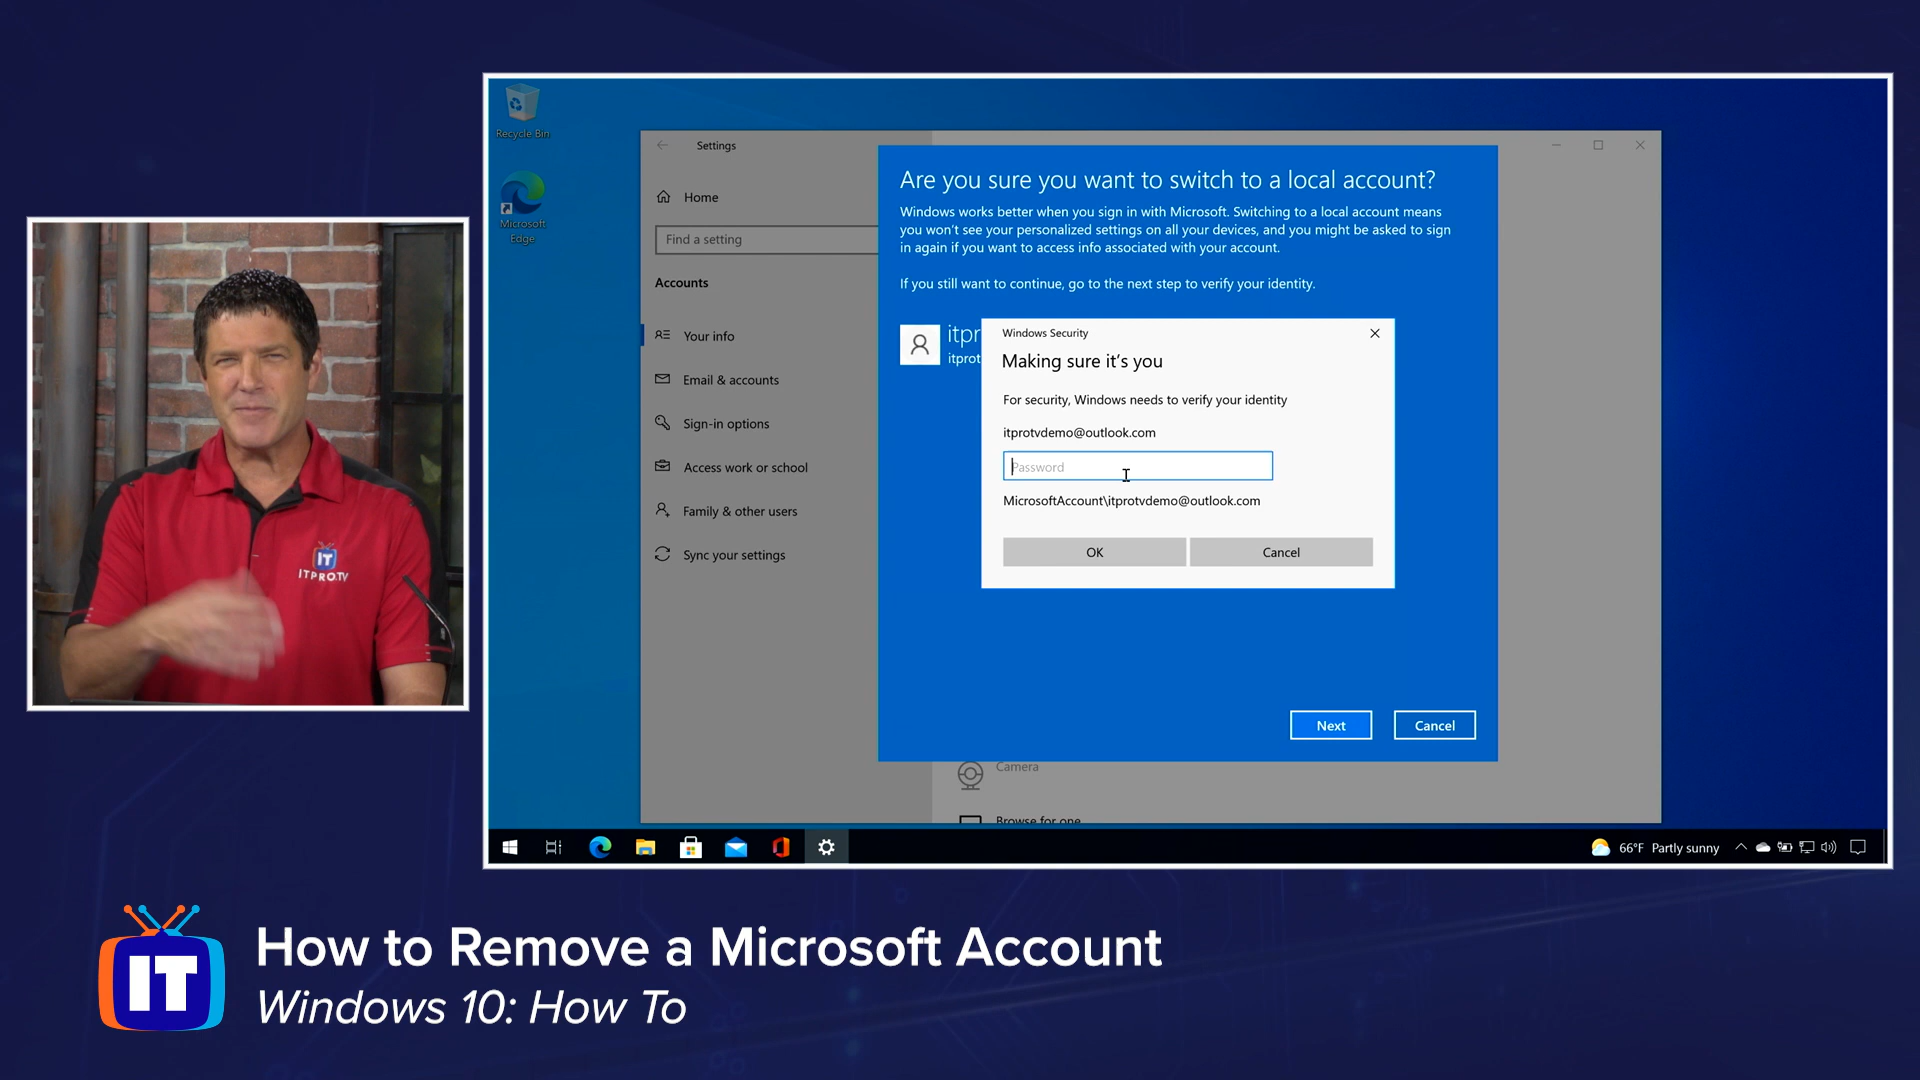 Recycle Bin
Microsoft
Edge
Settings
Home
Find a setting
Accounts
Your info
Email & accounts
Sign-in options
Access work or school
Family & other users
Sync your settings
Are you sure you want to switch to a local account?
Windows works better when you sign in with Microsoft. Switching to a local account means
you won't see your personalized settings on all your devices, and you might be asked to sign
in again if you want to access info associated with your account.
If you still want to continue, go to the next step to verify your identity.
itpr
itprot
Windows Security
Making sure it's you
For security, Windows needs to verify your identity
itprotvdemo@outlook.com
Password
MicrosoftAccount\itprotvdemo@outlook.com
OK
Cancel
Next
Cancel
Camera
Browse for one
66°F Partly sunny
IT
ITPRO.TV
IT
How to Remove a Microsoft Account
Windows 10: How To